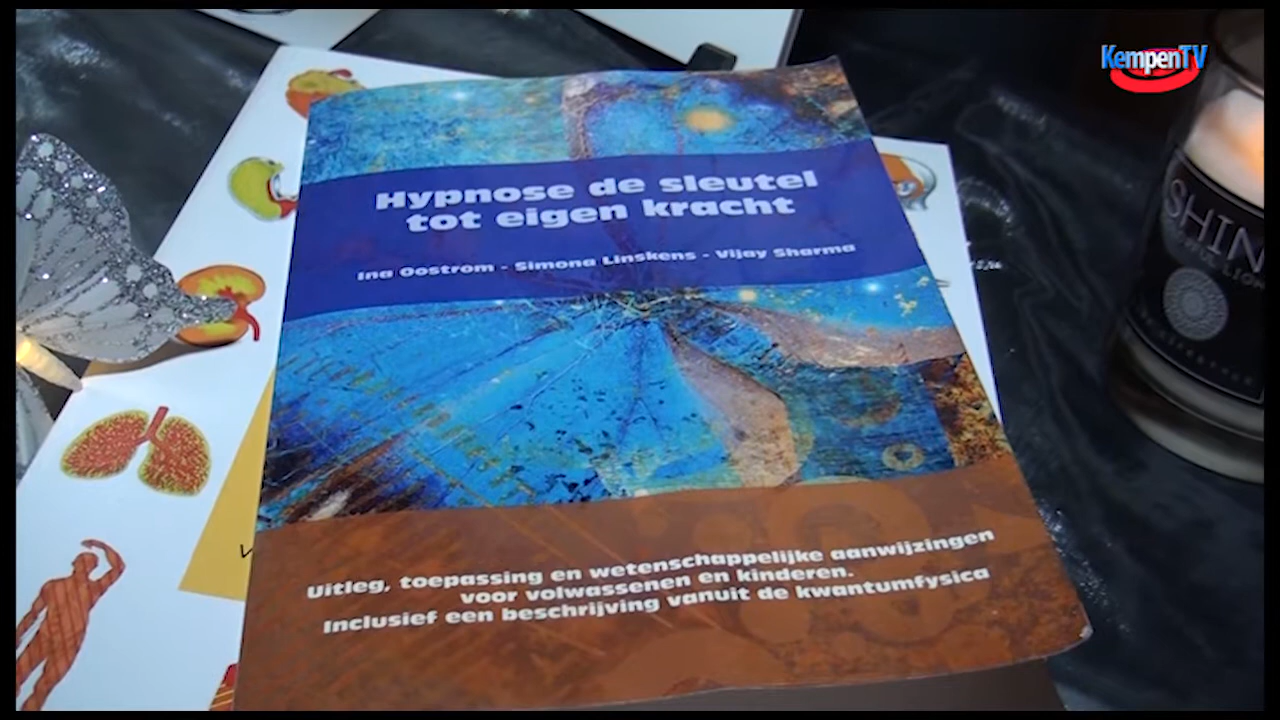 KempenTV
Hypnose de sleutel
tot eigen kracht
Ina Oostrom - Simona Linskens - Vijay Sharma
SHIN
Uitleg, toepassing en wetenschappelijke aanwijzingen
voor volwassenen en kinderen.
Inclusief een beschrijving vanuit de kwantumfysica